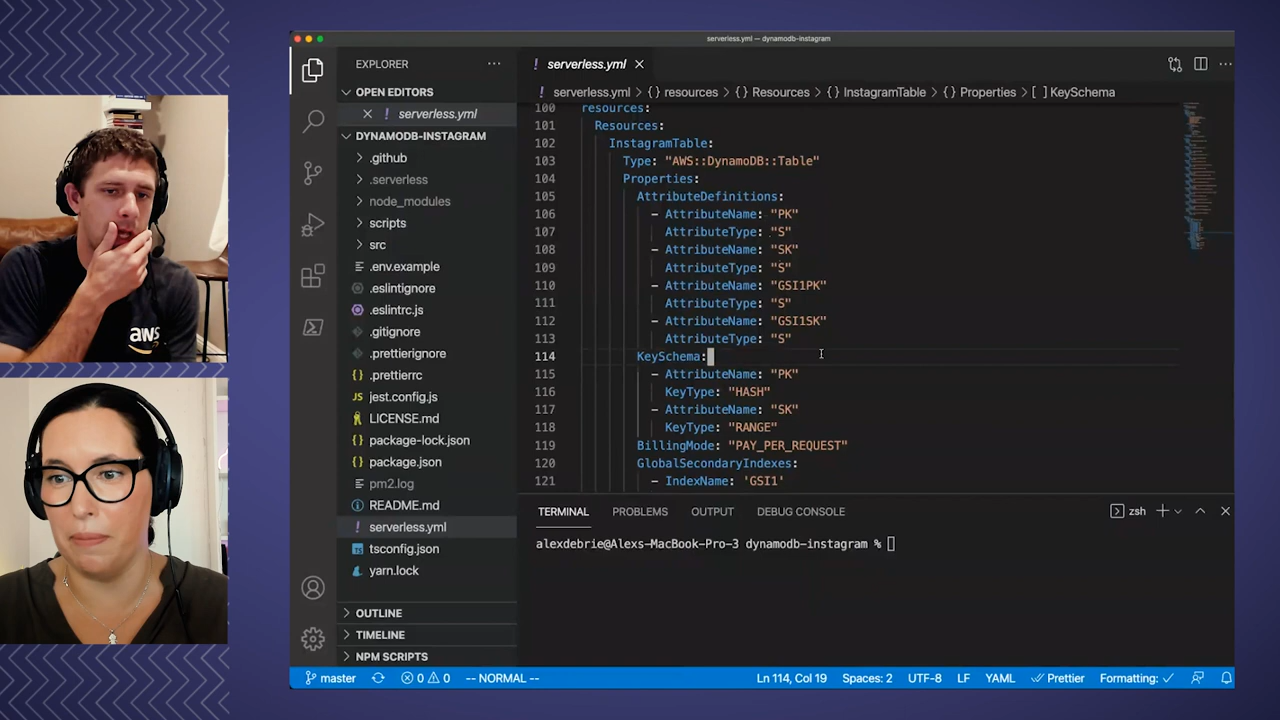 aws
serverless.yml — dynamodb-instagram
EXPLORER
OPEN EDITORS
serverless.yml
DYNAMODB-INSTAGRAM
.github
.serverless
node_modules
scripts
src
.env.example
.eslintignore
.eslintrc.js
.gitignore
.prettierignore
.prettierrc
jest.config.js
LICENSE.md
package-lock.json
package.json
pm2.log
README.md
serverless.yml
tsconfig.json
yarn.lock
OUTLINE
TIMELINE
NPM SCRIPTS
serverless.yml
serverless.yml > {} resources > {} Resources > {} InstagramTable > {} Properties > [ ] KeySchema
100 resources:
101 Resources:
102 InstagramTable:
103 Type: "AWS::DynamoDB::Table"
104 Properties:
105 AttributeDefinitions:
106 - AttributeName: "PK"
107 AttributeType: "S"
108 - AttributeName: "SK"
109 AttributeType: "S"
110 - AttributeName: "GSI1PK"
111 AttributeType: "S"
112 - AttributeName: "GSI1SK"
113 AttributeType: "S"
114 KeySchema:
115 - AttributeName: "PK"
116 KeyType: "HASH"
117 - AttributeName: "SK"
118 KeyType: "RANGE"
119 BillingMode: "PAY_PER_REQUEST"
120 GlobalSecondaryIndexes:
121 - IndexName: 'GSI1'
TERMINAL PROBLEMS OUTPUT DEBUG CONSOLE zsh
alexdebrie@Alexs-MacBook-Pro-3 dynamodb-instagram %
master 0 0 -- NORMAL -- Ln 114, Col 19 Spaces: 2 UTF-8 LF YAML Prettier Formatting: ✓